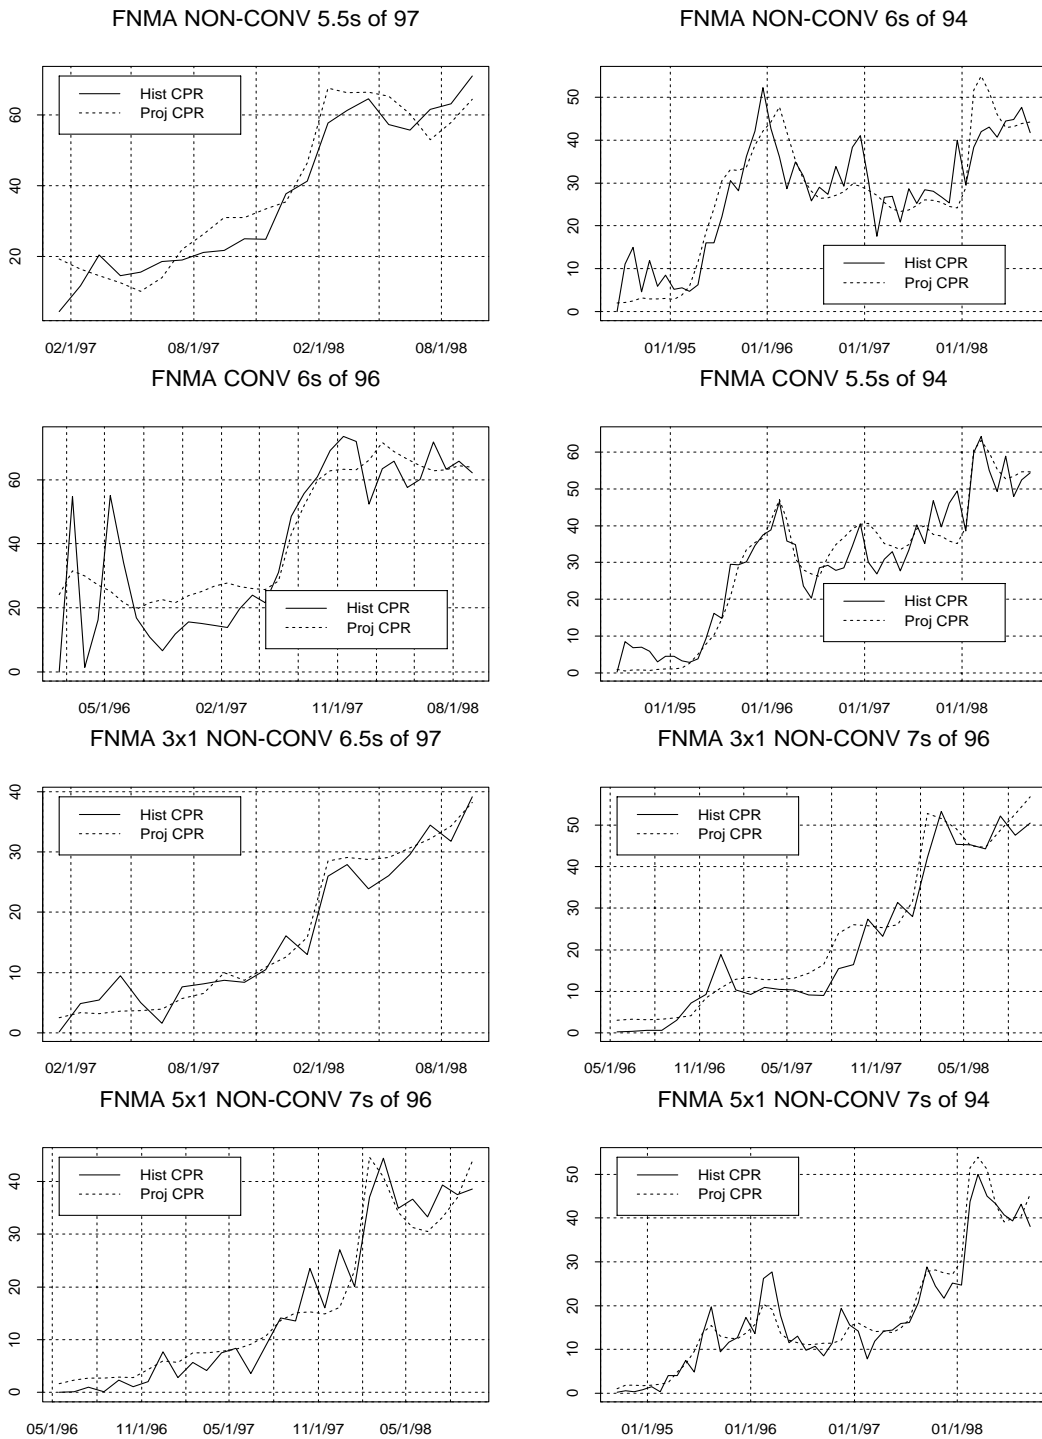 FNMA NON-CONV 5.5s of 97
Hist CPR
Proj CPR
20 40 60
02/1/97 08/1/97 02/1/98 08/1/98
FNMA NON-CONV 6s of 94
Hist CPR
Proj CPR
0 10 20 30 40 50
01/1/95 01/1/96 01/1/97 01/1/98
FNMA CONV 6s of 96
Hist CPR
Proj CPR
0 20 40 60
05/1/96 02/1/97 11/1/97 08/1/98
FNMA CONV 5.5s of 94
Hist CPR
Proj CPR
0 10 20 30 40 50 60
01/1/95 01/1/96 01/1/97 01/1/98
FNMA 3x1 NON-CONV 6.5s of 97
Hist CPR
Proj CPR
0 10 20 30 40
02/1/97 08/1/97 02/1/98 08/1/98
FNMA 3x1 NON-CONV 7s of 96
Hist CPR
Proj CPR
0 10 20 30 40 50
05/1/96 11/1/96 05/1/97 11/1/97 05/1/98
FNMA 5x1 NON-CONV 7s of 96
Hist CPR
Proj CPR
0 10 20 30 40
05/1/96 11/1/96 05/1/97 11/1/97 05/1/98
FNMA 5x1 NON-CONV 7s of 94
Hist CPR
Proj CPR
0 10 20 30 40 50
01/1/95 01/1/96 01/1/97 01/1/98